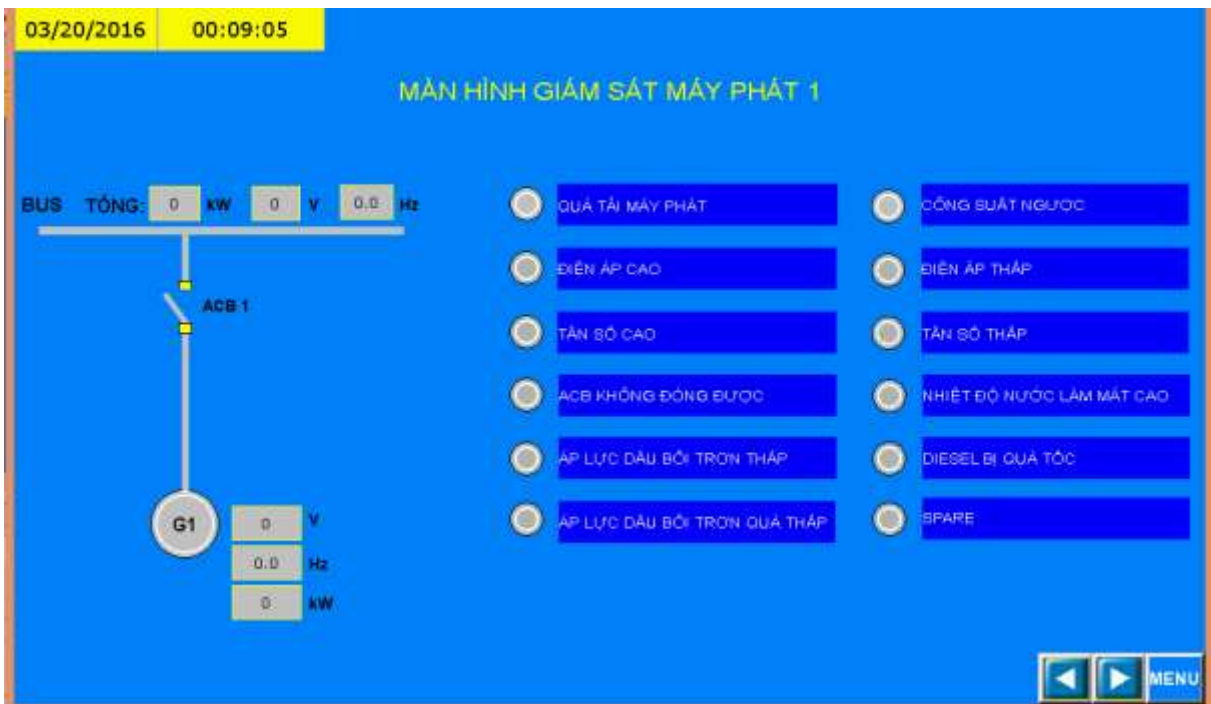 03/20/2016 00:09:05
MÀN HÌNH GIÁM SÁT MÁY PHÁT 1
BUS TỔNG: 0 kW 0 V 0.0 Hz
ACB 1
G1
0 V
0.0 Hz
0 kW
QUÁ TẢI MÁY PHÁT
CÔNG SUẤT NGƯỢC
ĐIỆN ÁP CAO
ĐIỆN ÁP THẤP
TẦN SỐ CAO
TẦN SỐ THẤP
ACB KHÔNG ĐÓNG ĐƯỢC
NHIỆT ĐỘ NƯỚC LÀM MÁT CAO
ÁP LỰC DẦU BÔI TRƠN THẤP
DIESEL BỊ QUÁ TỐC
ÁP LỰC DẦU BÔI TRƠN QUÁ THẤP
SPARE
MENU